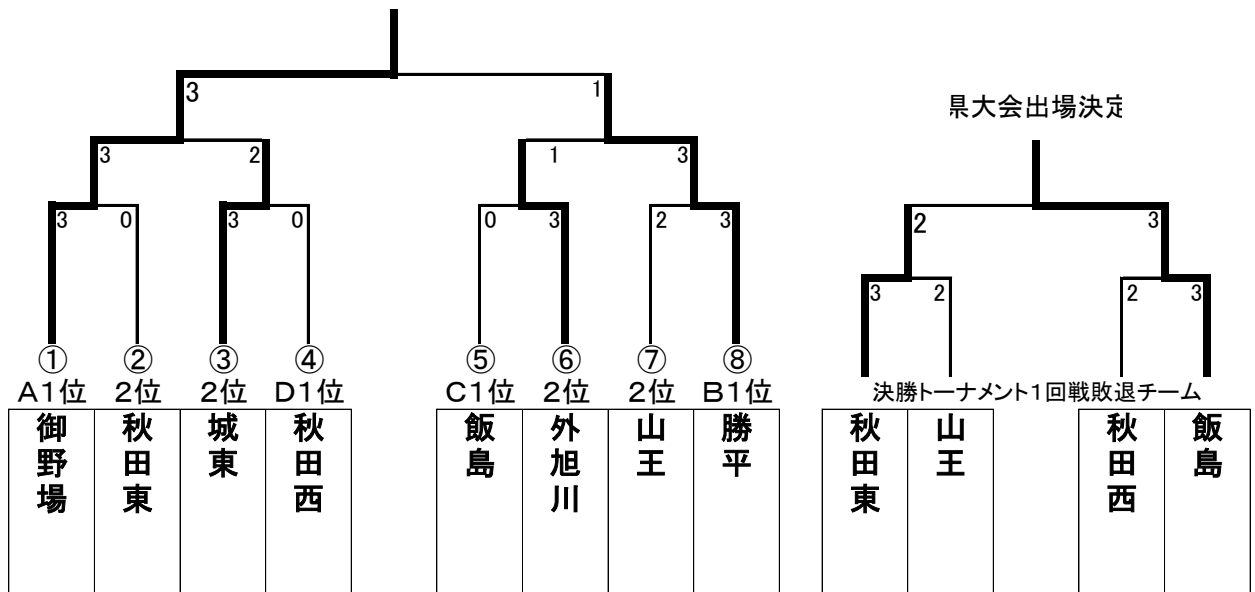 3 1
県大会出場決定
3 2 1 3
3 0 3 0 0 3 2 3
2 3
3 2 2 3
① ② ③ ④ ⑤ ⑥ ⑦ ⑧
A1位 2位 2位 D1位 C1位 2位 2位 B1位
決勝トーナメント1回戦敗退チーム
御野場
秋田東
城東
秋田西
飯島
外旭川
山王
勝平
秋田東
山王
秋田西
飯島